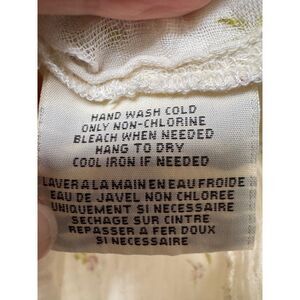 HAND WASH COLD
ONLY NON-CHLORINE
BLEACH WHEN NEEDED
HANG TO DRY
COOL IRON IF NEEDED
LAVER A LA MAIN EN EAU FROIDE
EAU DE JAVEL NON CHLOREE
UNIQUEMENT SI NECESSAIRE
SECHAGE SUR CINTRE
REPASSER A FER DOUX
SI NECESSAIRE